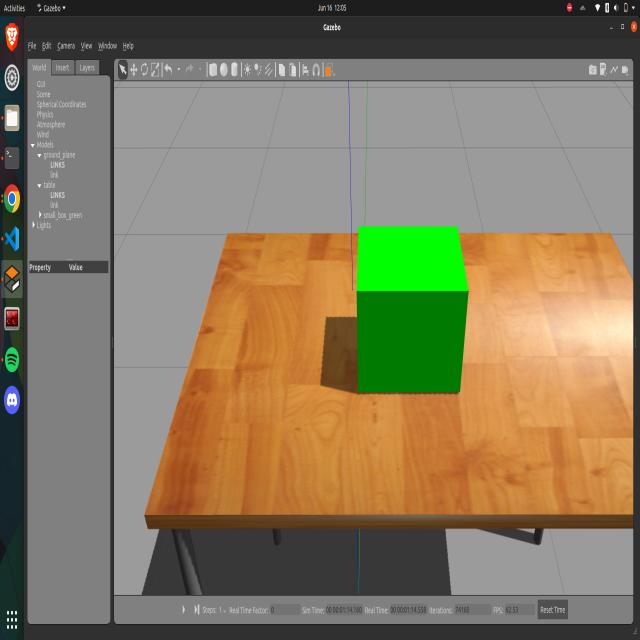 Activities Gazebo Jun 16 12:05
Gazebo
File Edit Camera View Window Help
World Insert Layers
GUI
Scene
Spherical Coordinates
Physics
Atmosphere
Wind
Models
ground_plane
LINKS
link
table
LINKS
link
small_box_green
Lights
Property Value
Steps: 1 Real Time Factor: 0 Sim Time: 00 00:01:14.160 Real Time: 00 00:01:14.558 Iterations: 74160 FPS: 62.53 Reset Time